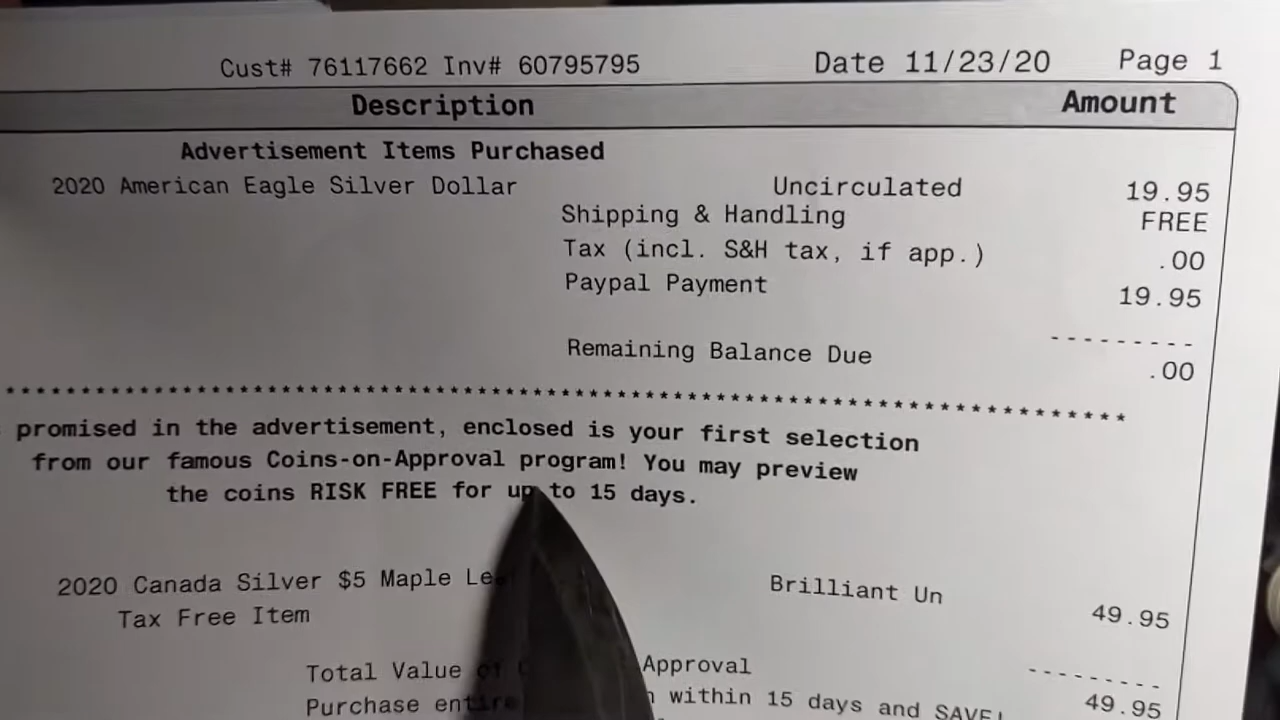 Cust# 76117662 Inv# 60795795 Date 11/23/20 Page 1
Description Amount
Advertisement Items Purchased
2020 American Eagle Silver Dollar Uncirculated 19.95
Shipping & Handling FREE
Tax (incl. S&H tax, if app.) .00
Paypal Payment 19.95
---------
Remaining Balance Due .00
promised in the advertisement, enclosed is your first selection
from our famous Coins-on-Approval program! You may preview
the coins RISK FREE for up to 15 days.
2020 Canada Silver $5 Maple Brilliant Un 49.95
Tax Free Item
Total Value Approval ---------
Purchase within 15 days and SAVE! 49.95